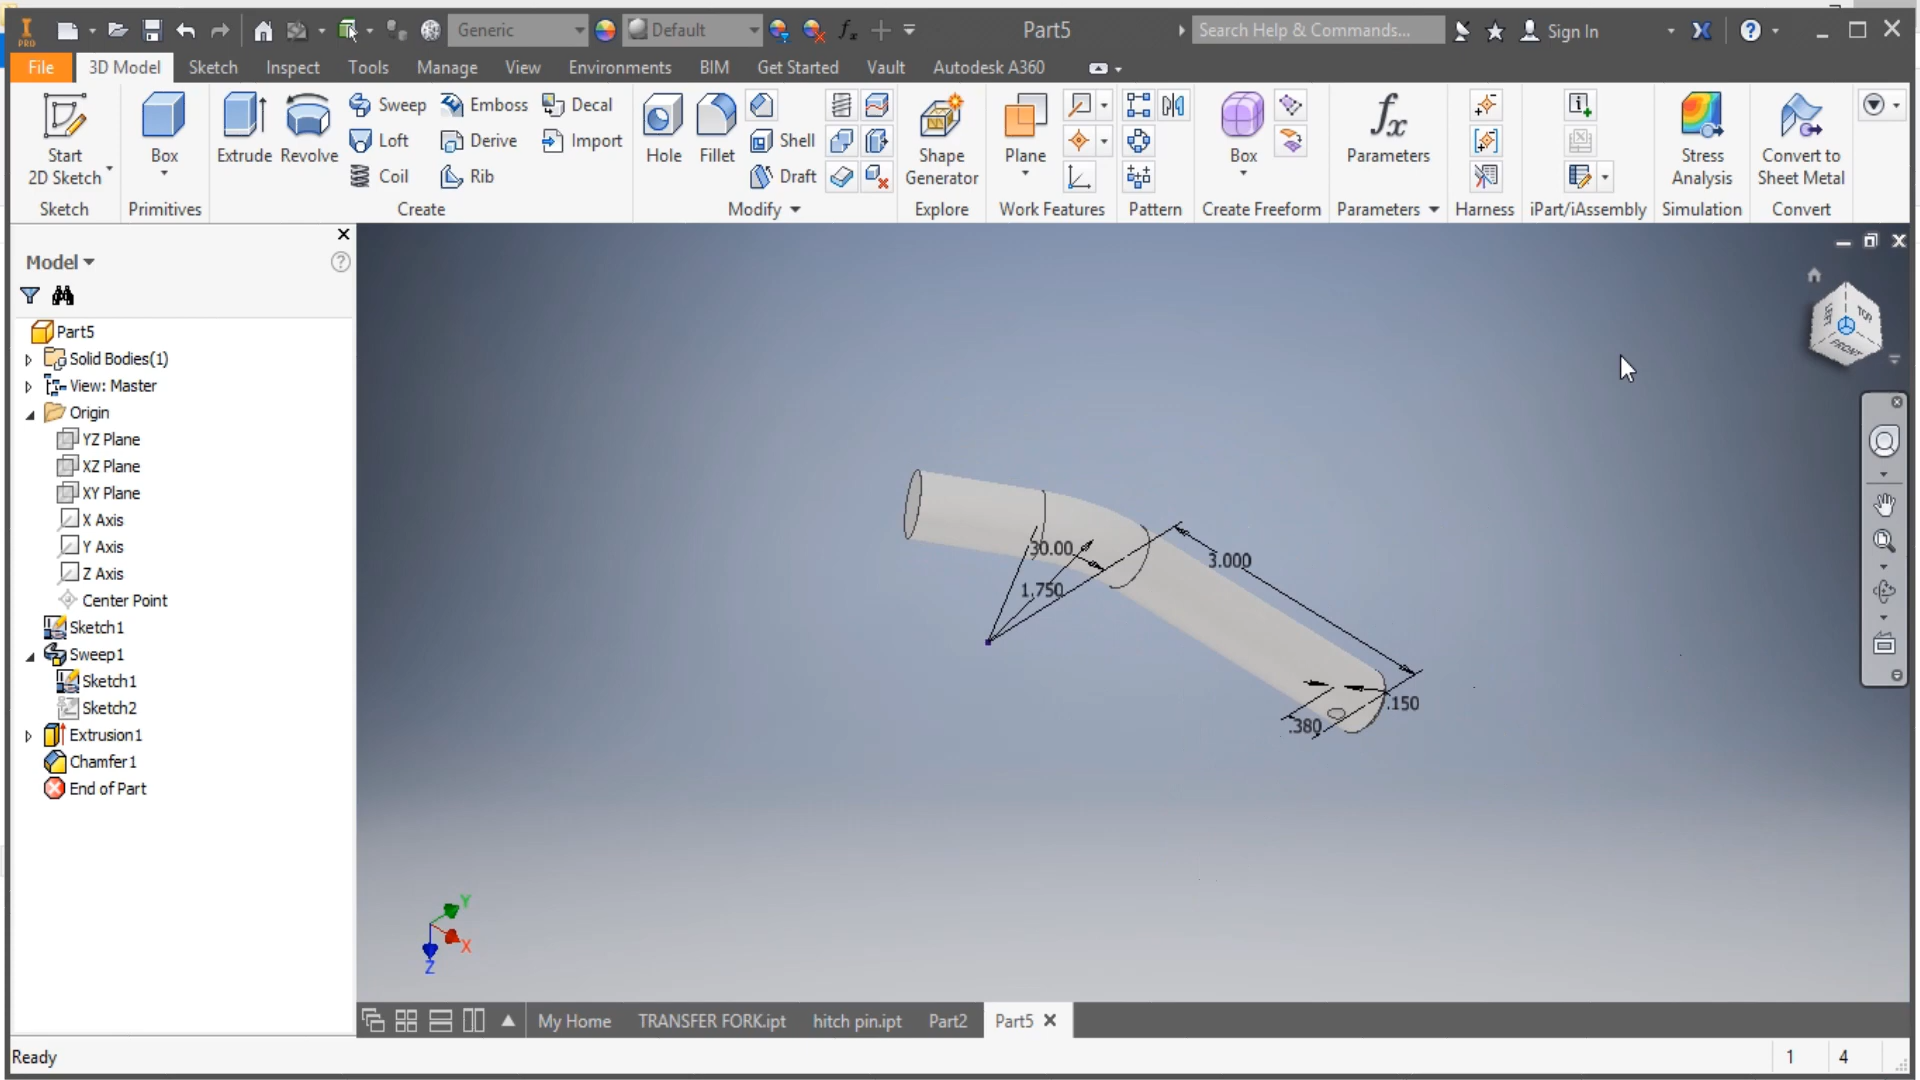 PRO
Generic
Default
Part5
Search Help & Commands...
Sign In
File
3D Model
Sketch
Inspect
Tools
Manage
View
Environments
BIM
Get Started
Vault
Autodesk A360
Start
2D Sketch
Sketch
Box
Primitives
Extrude
Revolve
Sweep
Loft
Coil
Emboss
Derive
Rib
Decal
Import
Create
Hole
Fillet
Shell
Draft
Modify
Shape
Generator
Explore
Plane
Work Features
Pattern
Box
Create Freeform
Parameters
Parameters
Harness
iPart/iAssembly
Stress
Analysis
Simulation
Convert to
Sheet Metal
Convert
Model
Part5
Solid Bodies(1)
View: Master
Origin
YZ Plane
XZ Plane
XY Plane
X Axis
Y Axis
Z Axis
Center Point
Sketch1
Sweep1
Sketch1
Sketch2
Extrusion1
Chamfer1
End of Part
30.00
1.750
3.000
.150
.380
LEFT
TOP
FRONT
Y
X
Z
My Home
TRANSFER FORK.ipt
hitch pin.ipt
Part2
Part5
Ready
1
4